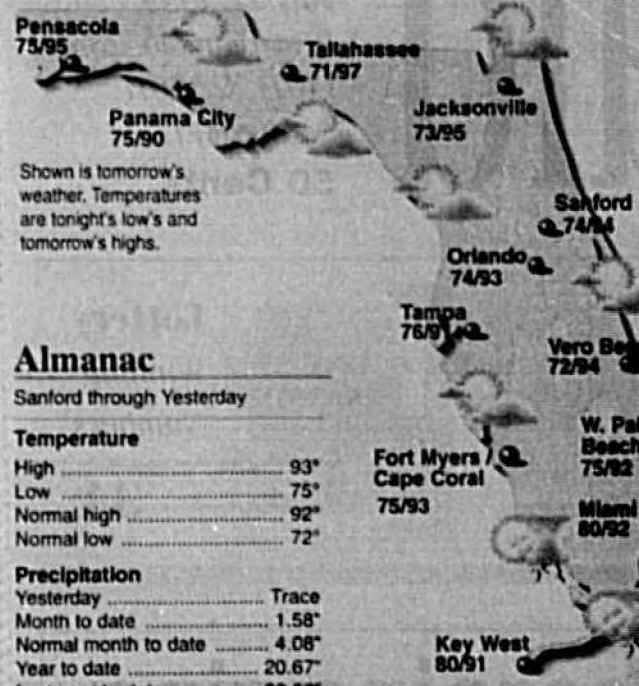 Pensacola
75/95
Tallahassee
71/97
Panama City
75/90
Jacksonville
73/95
Shown is tomorrow's
weather. Temperatures
are tonight's low's and
tomorrow's highs.
Sanford
74/94
Orlando
74/93
Tampa
76/9
Vero Be
72/94
Almanac
Sanford through Yesterday
Temperature
High ................................ 93°
Low ................................ 75°
Normal high ........................ 92°
Normal low ......................... 72°
W. Pal
Beach
75/92
Fort Myers /
Cape Coral
75/93
Miami
80/92
Precipitation
Yesterday ........................ Trace
Month to date .................... 1.58"
Normal month to date .......... 4.08"
Year to date ..................... 20.67"
Key West
80/91